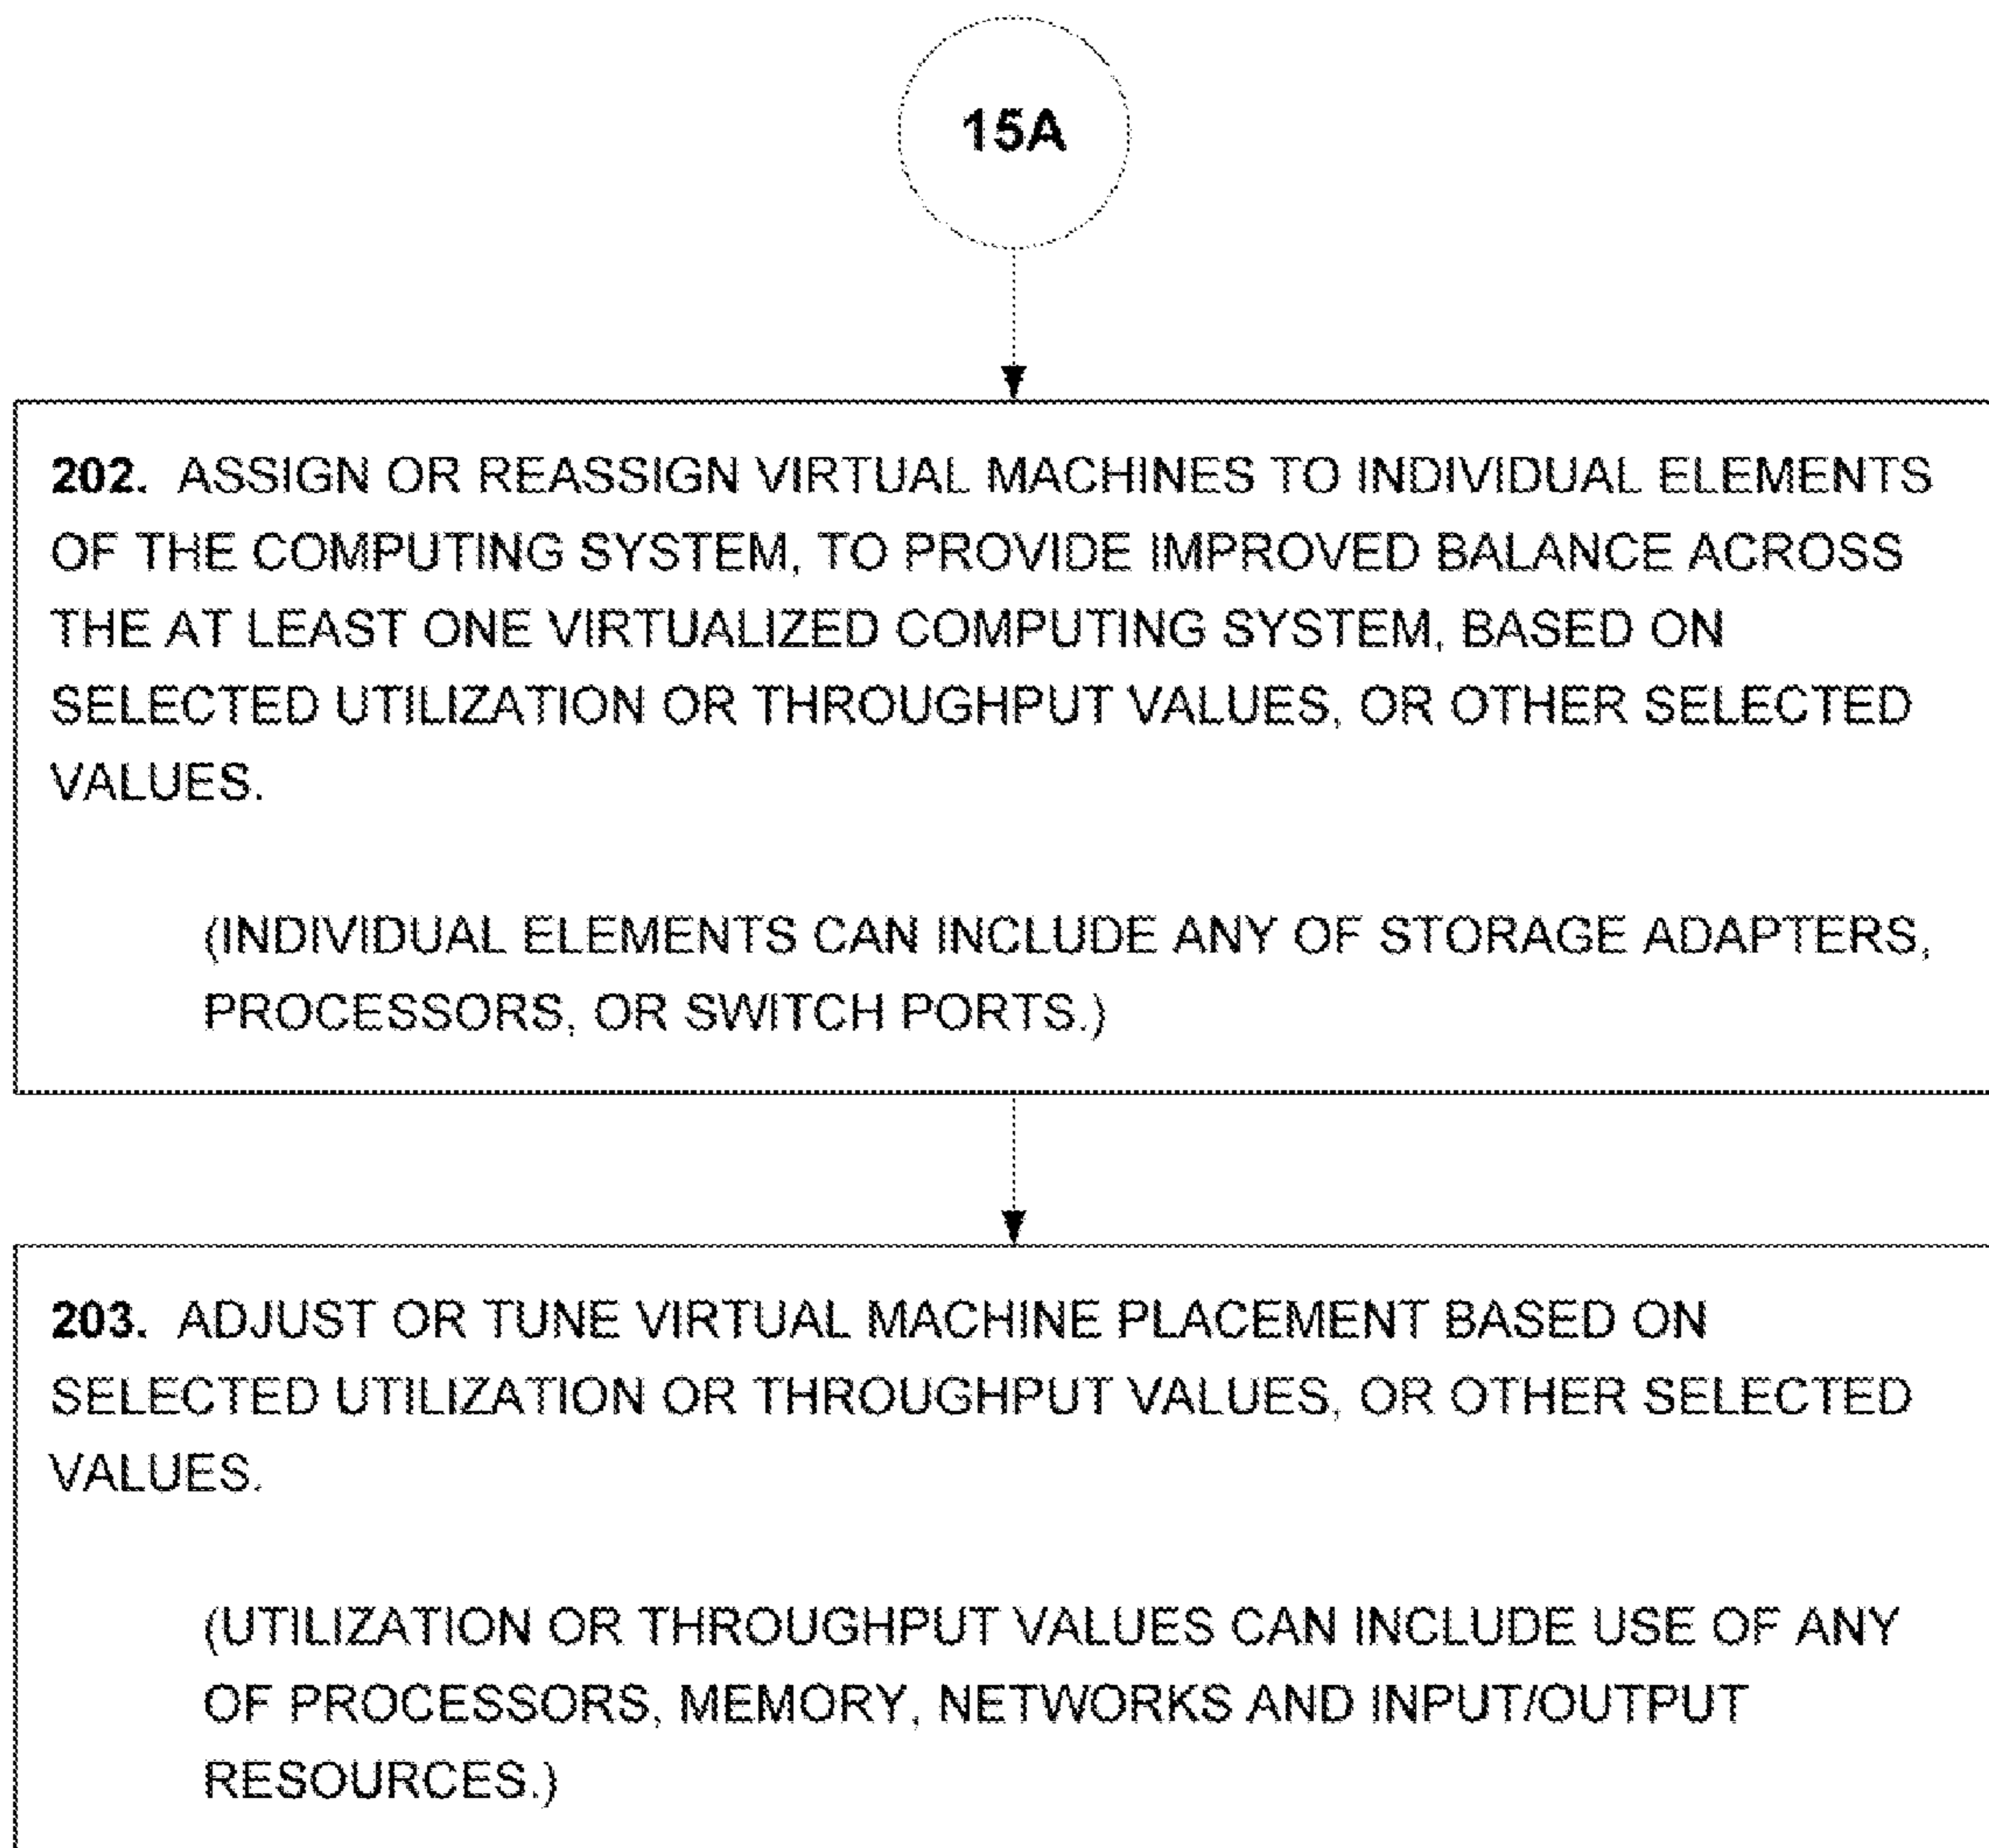 15A
202. ASSIGN OR REASSIGN VIRTUAL MACHINES TO INDIVIDUAL ELEMENTS
OF THE COMPUTING SYSTEM, TO PROVIDE IMPROVED BALANCE ACROSS
THE AT LEAST ONE VIRTUALIZED COMPUTING SYSTEM, BASED ON
SELECTED UTILIZATION OR THROUGHPUT VALUES, OR OTHER SELECTED
VALUES.
(INDIVIDUAL ELEMENTS CAN INCLUDE ANY OF STORAGE ADAPTERS,
PROCESSORS, OR SWITCH PORTS.)
203. ADJUST OR TUNE VIRTUAL MACHINE PLACEMENT BASED ON
SELECTED UTILIZATION OR THROUGHPUT VALUES, OR OTHER SELECTED
VALUES.
(UTILIZATION OR THROUGHPUT VALUES CAN INCLUDE USE OF ANY
OF PROCESSORS, MEMORY, NETWORKS AND INPUT/OUTPUT
RESOURCES.)